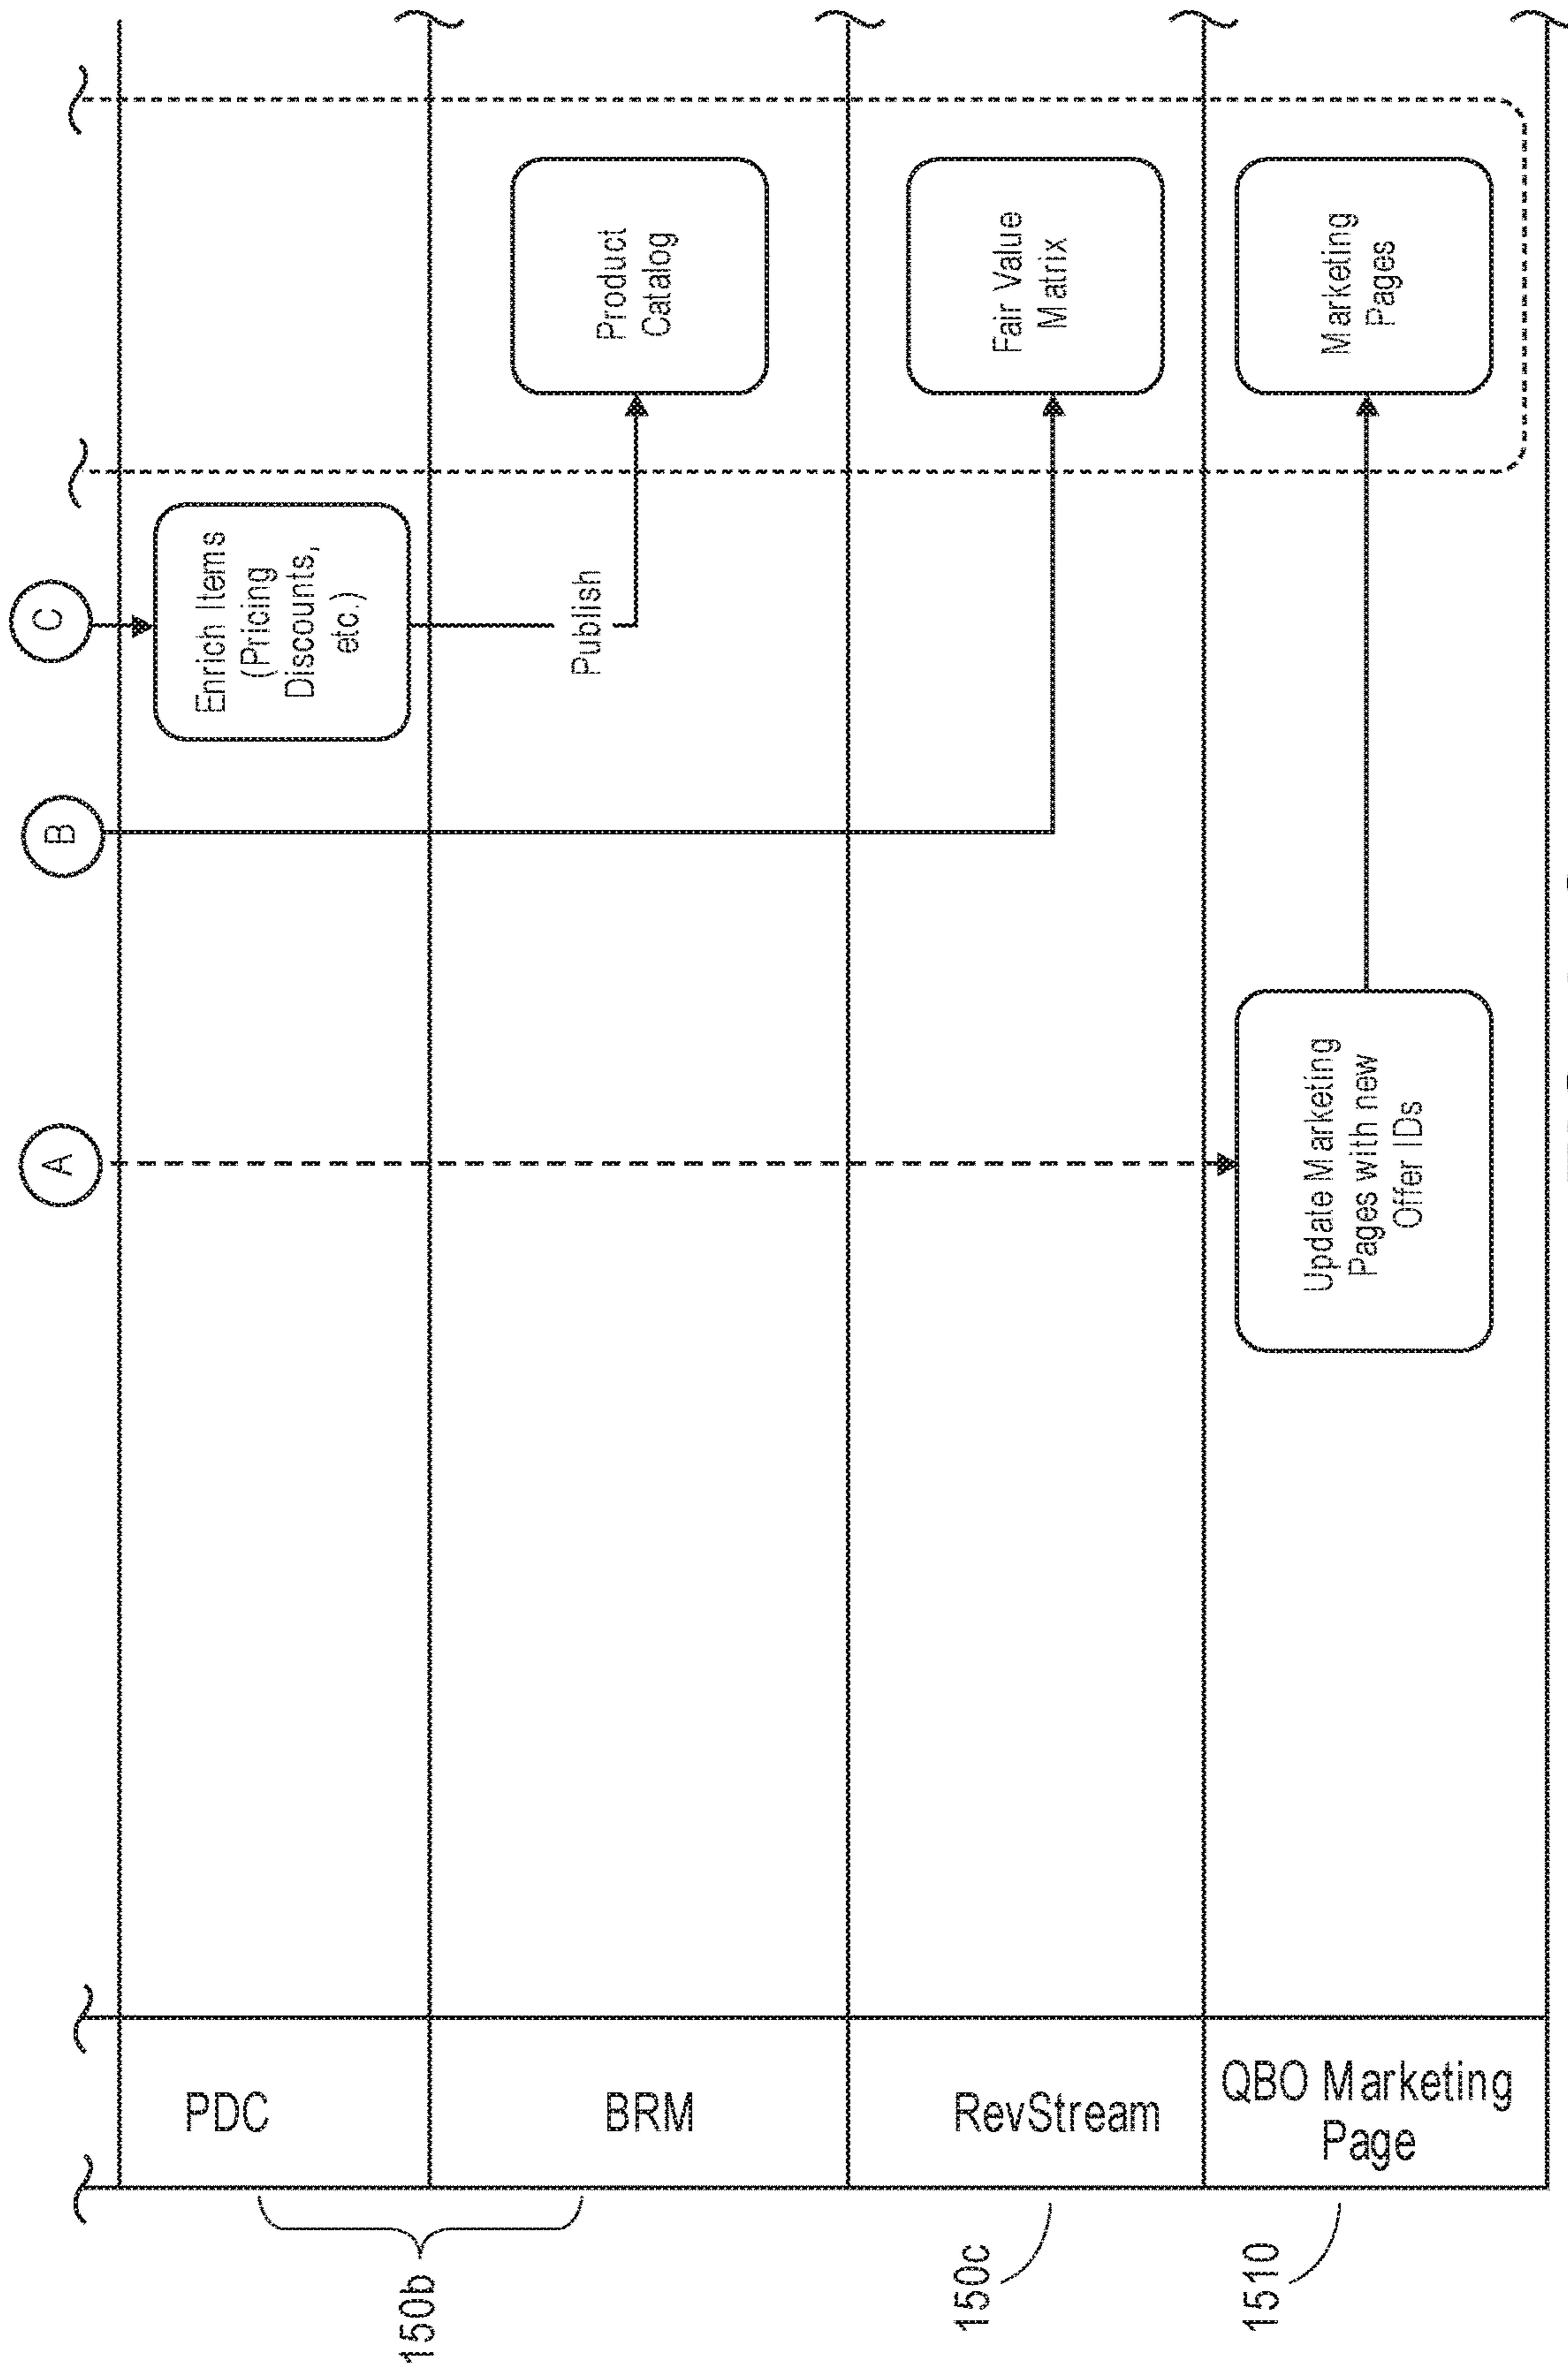 C
B
A
PDC
Enrich Items
(Pricing
Discounts,
etc.)
150b
BRM
Publish
Product
Catalog
150c
RevStream
Fair Value
Matrix
1510
QBO Marketing
Page
Update Marketing
Pages with new
Offer IDs
Marketing
Pages